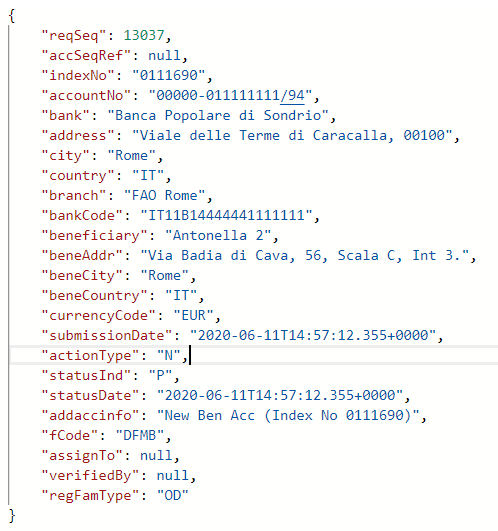 {
"reqSeq": 13037,
"accSeqRef": null,
"indexNo": "0111690",
"accountNo": "00000-011111111/94",
"bank": "Banca Popolare di Sondrio",
"address": "Viale delle Terme di Caracalla, 00100",
"city": "Rome",
"country": "IT",
"branch": "FAO Rome",
"bankCode": "IT11B14444441111111",
"beneficiary": "Antonella 2",
"beneAddr": "Via Badia di Cava, 56, Scala C, Int 3.",
"beneCity": "Rome",
"beneCountry": "IT",
"currencyCode": "EUR",
"submissionDate": "2020-06-11T14:57:12.355+0000",
"actionType": "N",
"statusInd": "P",
"statusDate": "2020-06-11T14:57:12.355+0000",
"addaccinfo": "New Ben Acc (Index No 0111690)",
"fCode": "DFMB",
"assignTo": null,
"verifiedBy": null,
"regFamType": "OD"
}